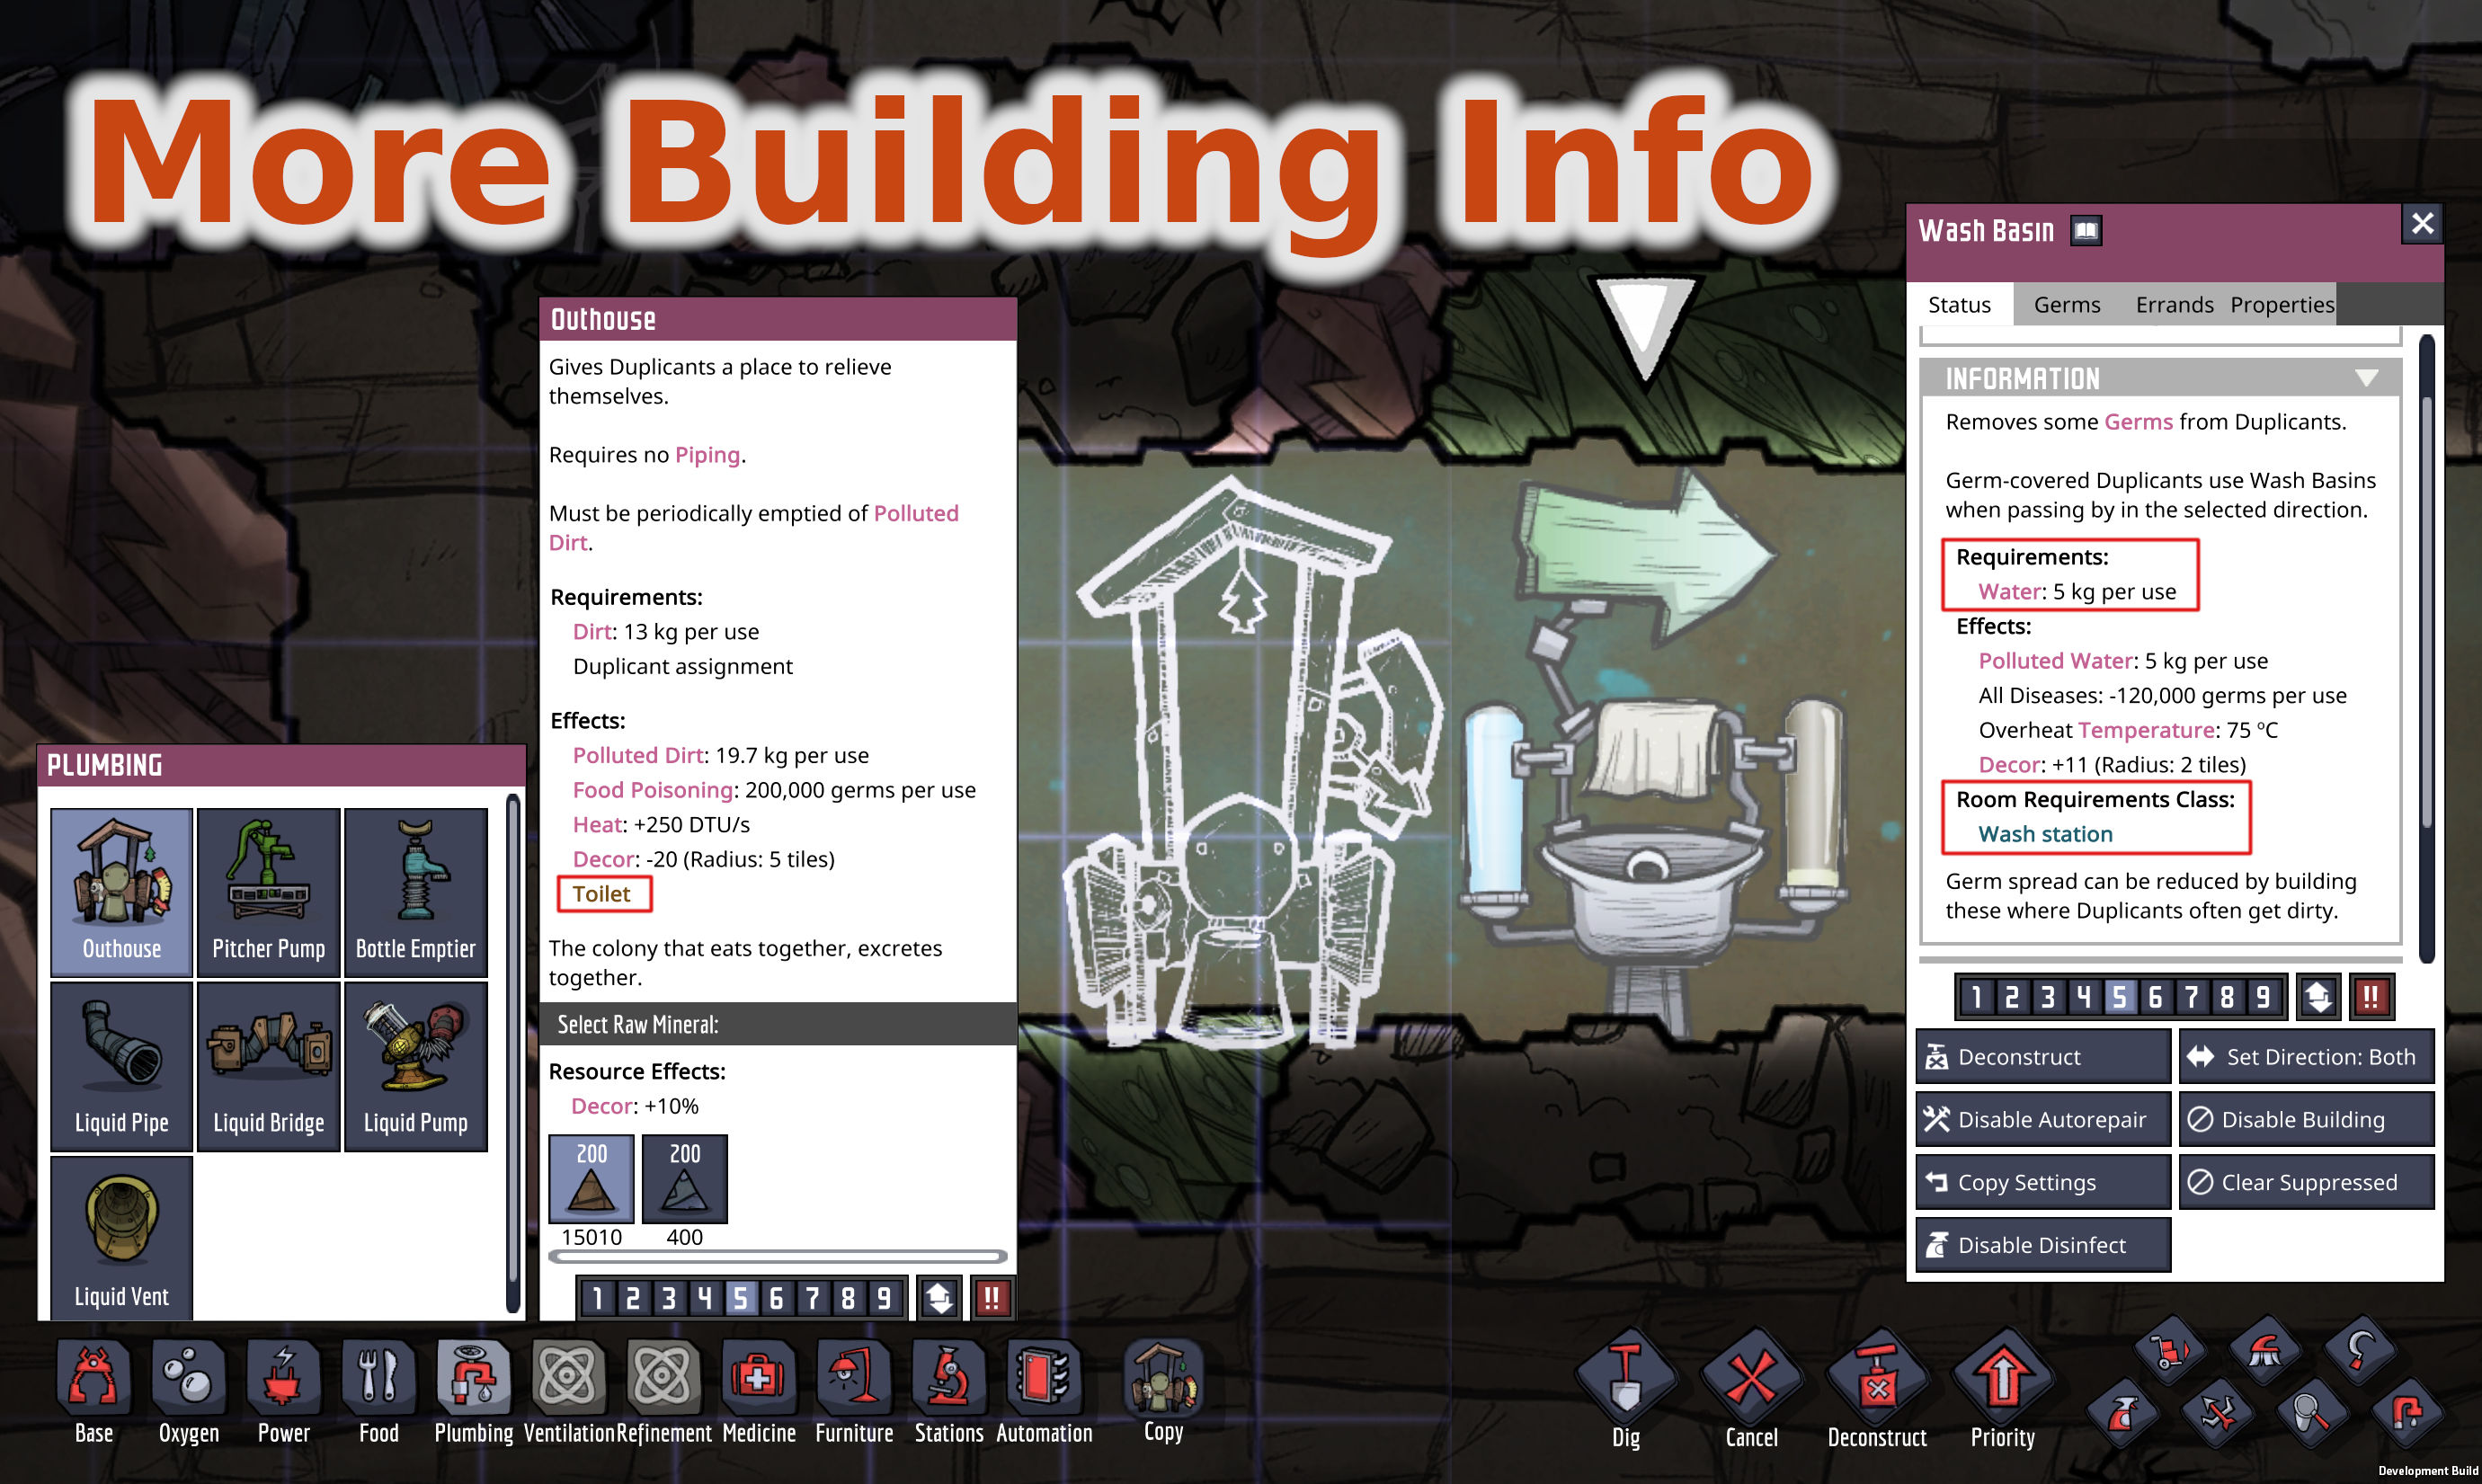 More Building Info
Wash Basin
Status Germs Errands Properties
INFORMATION
Removes some Germs from Duplicants.
Germ-covered Duplicants use Wash Basins
when passing by in the selected direction.
Requirements:
Water: 5 kg per use
Effects:
Polluted Water: 5 kg per use
All Diseases: -120,000 germs per use
Overheat Temperature: 75 ºC
Decor: +11 (Radius: 2 tiles)
Room Requirements Class:
Wash station
Germ spread can be reduced by building
these where Duplicants often get dirty.
1 2 3 4 5 6 7 8 9 !!
Deconstruct Set Direction: Both
Disable Autorepair Disable Building
Copy Settings Clear Suppressed
Disable Disinfect
Outhouse
Gives Duplicants a place to relieve
themselves.
Requires no Piping.
Must be periodically emptied of Polluted
Dirt.
Requirements:
Dirt: 13 kg per use
Duplicant assignment
Effects:
Polluted Dirt: 19.7 kg per use
Food Poisoning: 200,000 germs per use
Heat: +250 DTU/s
Decor: -20 (Radius: 5 tiles)
Toilet
The colony that eats together, excretes
together.
Select Raw Mineral:
Resource Effects:
Decor: +10%
200 200
15010 400
1 2 3 4 5 6 7 8 9 !!
PLUMBING
Outhouse Pitcher Pump Bottle Emptier
Liquid Pipe Liquid Bridge Liquid Pump
Liquid Vent
Base Oxygen Power Food Plumbing Ventilation Refinement Medicine Furniture Stations Automation Copy
Dig Cancel Deconstruct Priority
Development Build